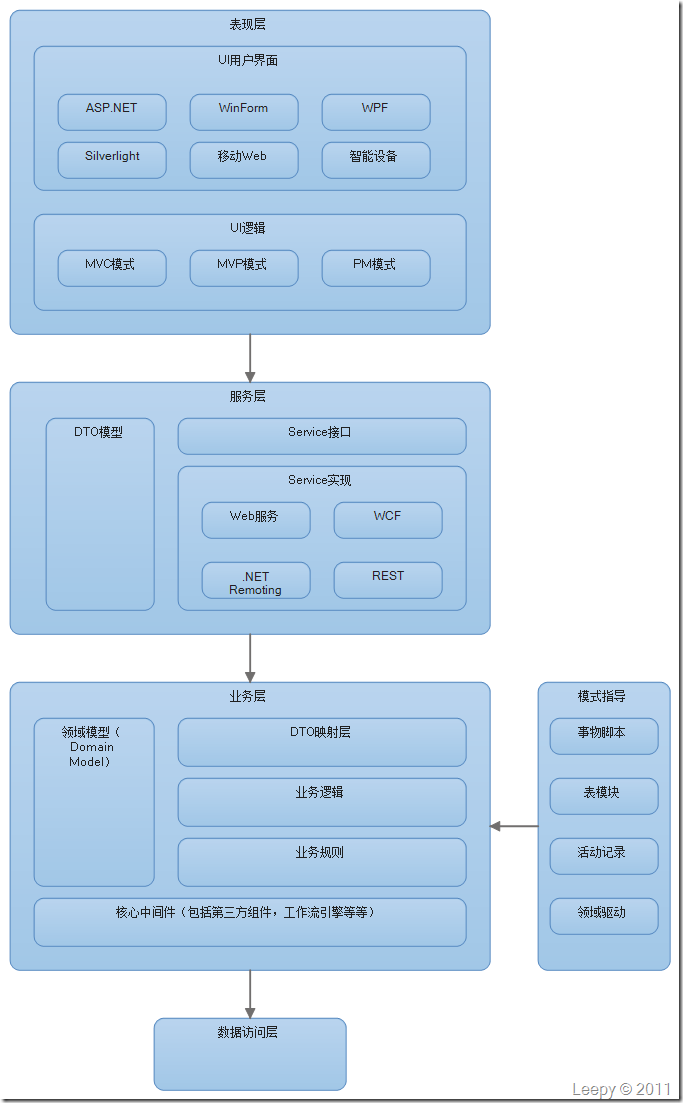 表现层
UI用户界面
ASP.NET
WinForm
WPF
Silverlight
移动Web
智能设备
UI逻辑
MVC模式
MVP模式
PM模式
服务层
DTO模型
Service接口
Service实现
Web服务
WCF
.NET
Remoting
REST
业务层
领域模型（
Domain
Model）
DTO映射层
业务逻辑
业务规则
核心中间件（包括第三方组件，工作流引擎等等）
模式指导
事物脚本
表模块
活动记录
领域驱动
数据访问层
Leepy © 2011